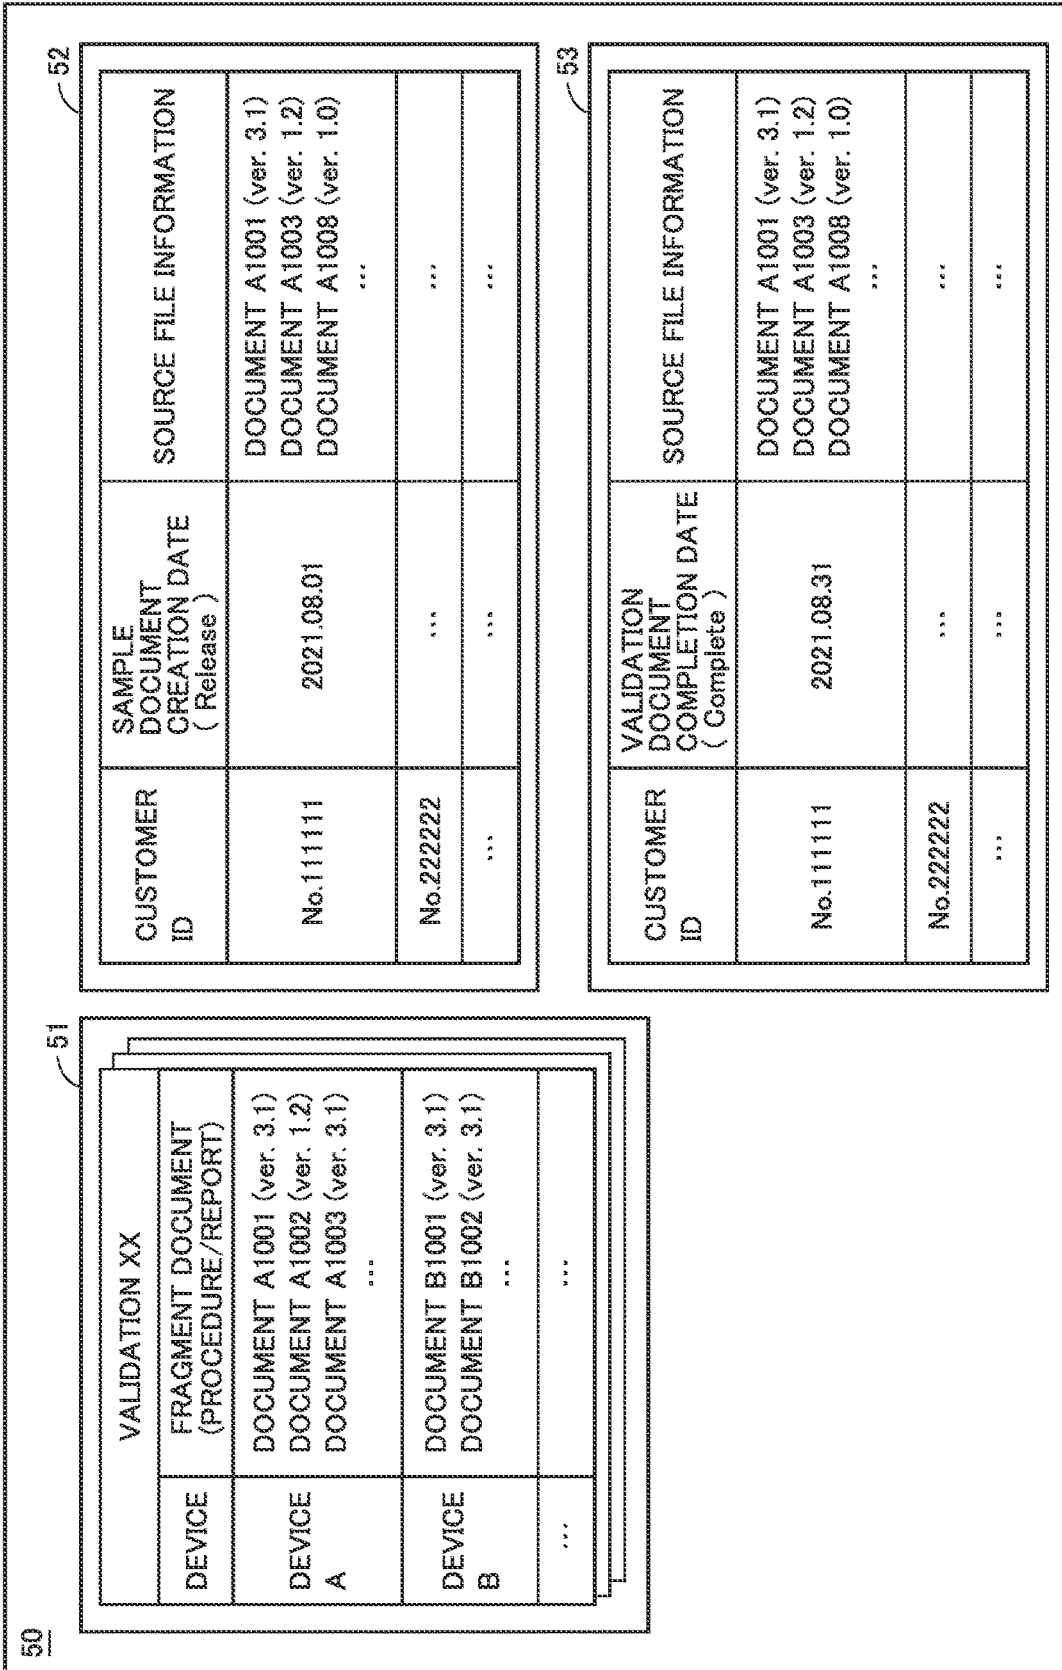 50
51
VALIDATION XX
DEVICE
FRAGMENT DOCUMENT
(PROCEDURE/REPORT)
DEVICE
A
DOCUMENT A1001 (ver. 3.1)
DOCUMENT A1002 (ver. 1.2)
DOCUMENT A1003 (ver. 3.1)
...
DEVICE
B
DOCUMENT B1001 (ver. 3.1)
DOCUMENT B1002 (ver. 3.1)
...
...
...
52
CUSTOMER
ID
SAMPLE
DOCUMENT
CREATION DATE
( Release )
SOURCE FILE INFORMATION
No.111111
2021.08.01
DOCUMENT A1001 (ver. 3.1)
DOCUMENT A1003 (ver. 1.2)
DOCUMENT A1008 (ver. 1.0)
...
No.222222
...
...
...
...
...
53
CUSTOMER
ID
VALIDATION
DOCUMENT
COMPLETION DATE
( Complete )
SOURCE FILE INFORMATION
No.111111
2021.08.31
DOCUMENT A1001 (ver. 3.1)
DOCUMENT A1003 (ver. 1.2)
DOCUMENT A1008 (ver. 1.0)
...
No.222222
...
...
...
...
...